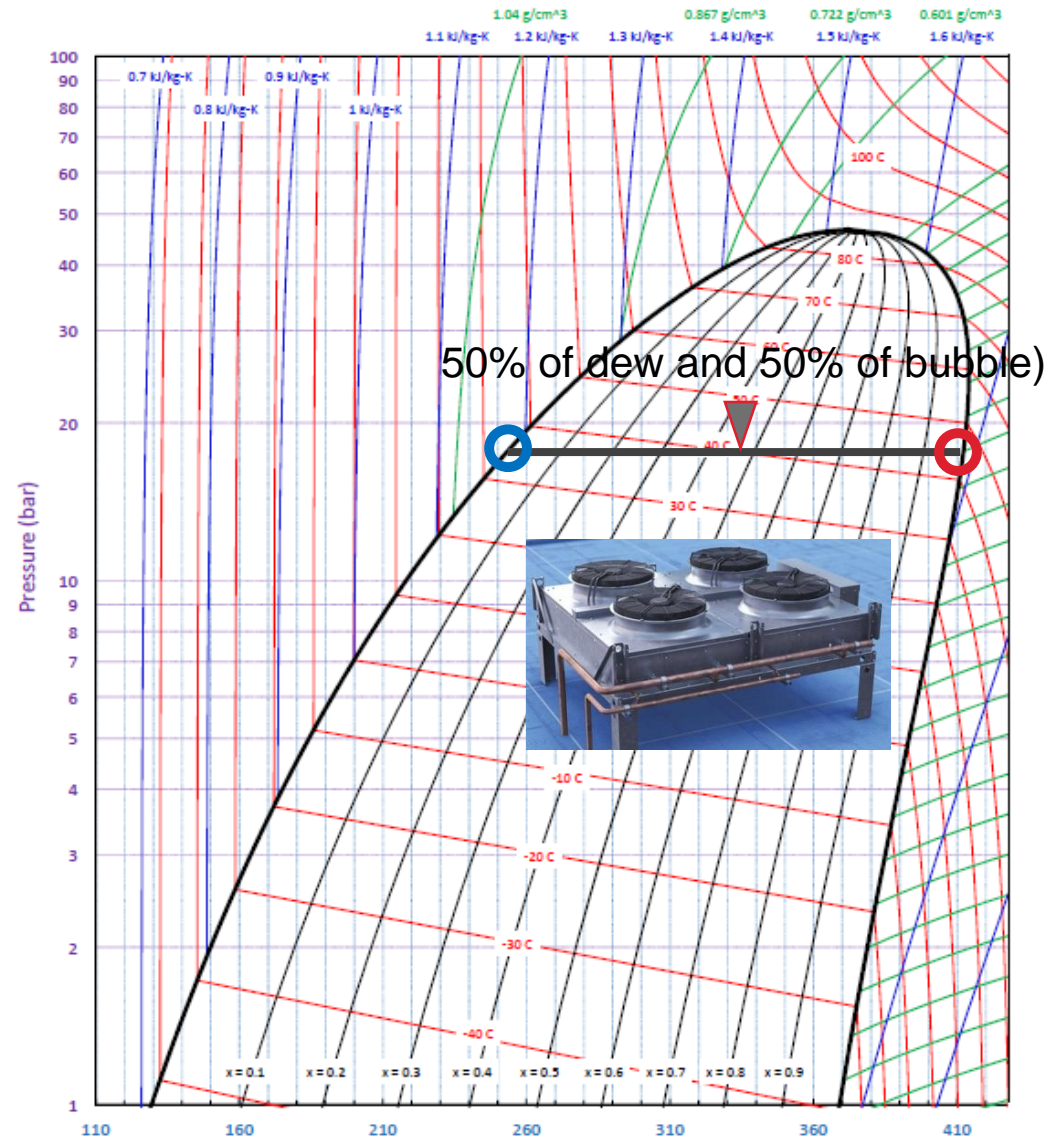 1.04 g/cm^3 0.867 g/cm^3 0.722 g/cm^3 0.601 g/cm^3
1.1 kJ/kg-K 1.2 kJ/kg-K 1.3 kJ/kg-K 1.4 kJ/kg-K 1.5 kJ/kg-K 1.6 kJ/kg-K
100
0.7 kJ/kg-K 0.9 kJ/kg-K
90
0.8 kJ/kg-K 1 kJ/kg-K
80
70
100 C
60
50
40
80 C
70 C
30
60 C
50% of dew and 50% of bubble)
50 C
20
40 C
30 C
Pressure (bar)
10
9
8
7
6
5
-10 C
4
3
-20 C
-30 C
2
-40 C
x = 0.1 x = 0.2 x = 0.3 x = 0.4 x = 0.5 x = 0.6 x = 0.7 x = 0.8 x = 0.9
1
110 160 210 260 310 360 410